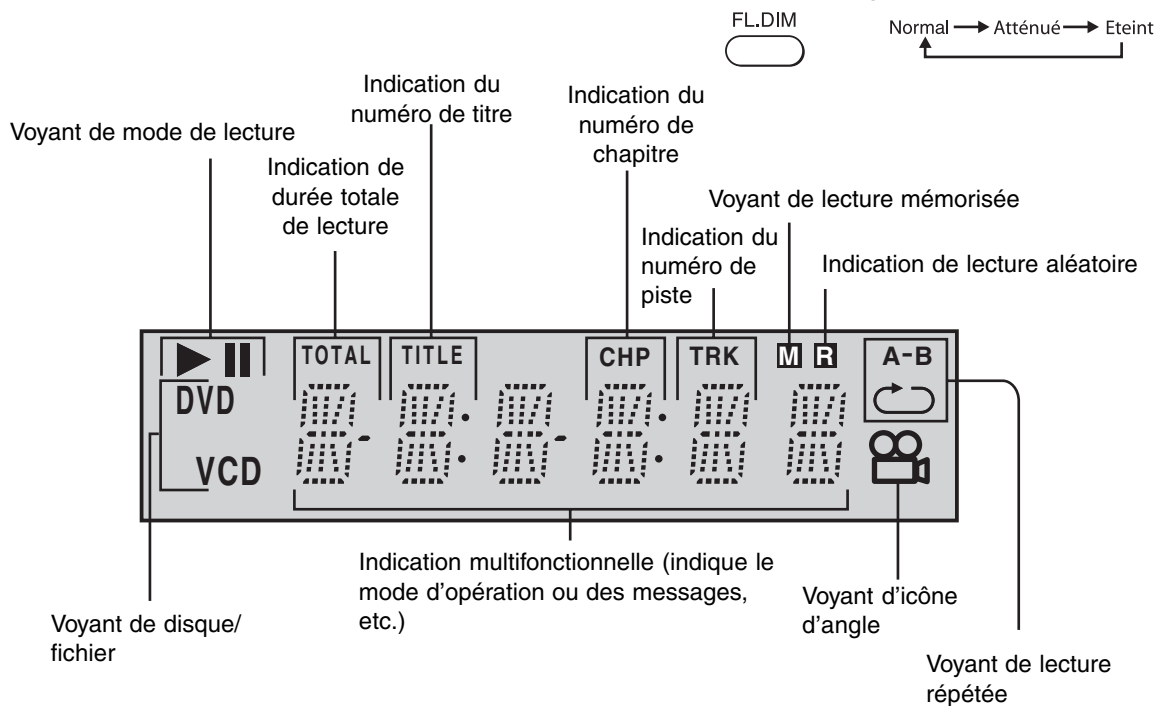 FL.DIM
Normal → Atténué → Eteint
Indication du
numéro de titre
Indication du
numéro de
chapitre
Voyant de mode de lecture
Indication de
durée totale
de lecture
Voyant de lecture mémorisée
Indication du
numéro de
piste
Indication de lecture aléatoire
TOTAL TITLE CHP TRK M R A-B
DVD
VCD
Indication multifonctionnelle (indique le
mode d'opération ou des messages,
etc.)
Voyant de disque/
fichier
Voyant d'icône
d'angle
Voyant de lecture
répétée